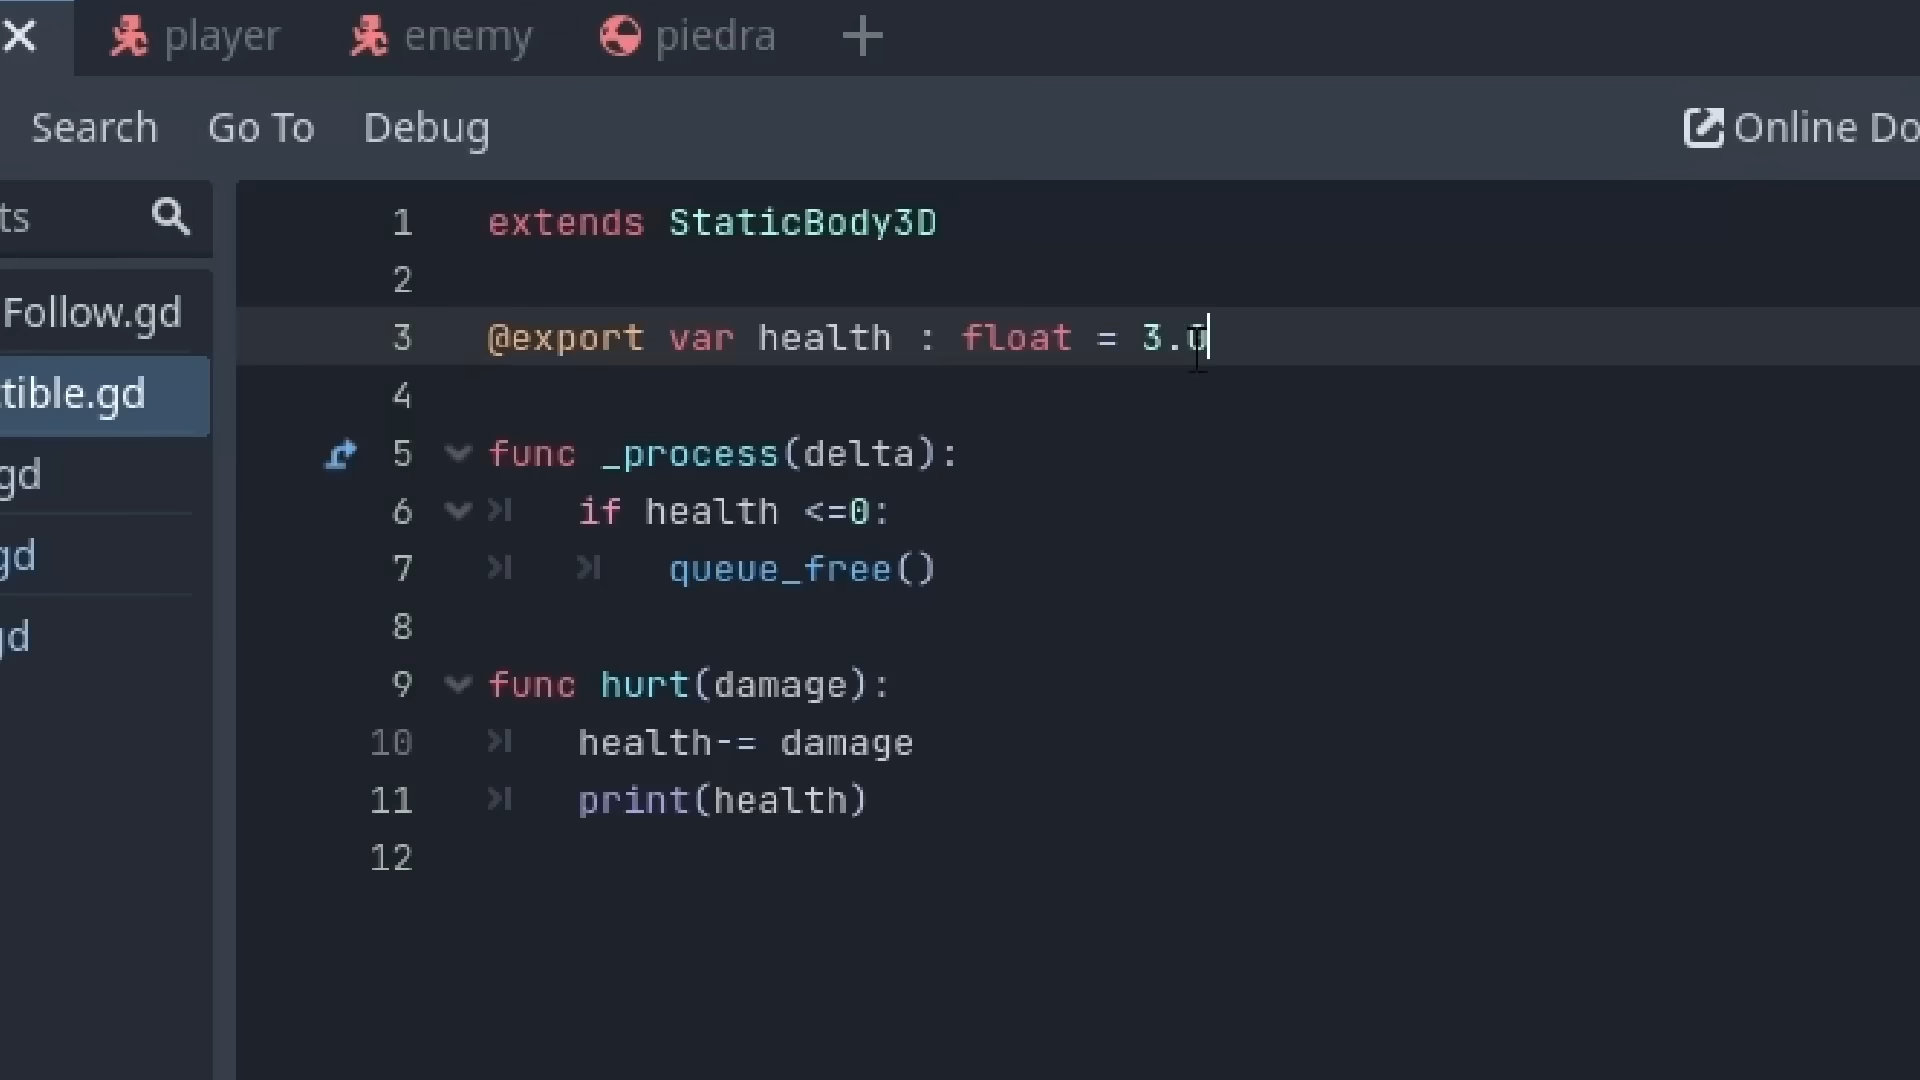 player enemy piedra
Search Go To Debug Online Do
ts
Follow.gd
tible.gd
gd
gd
gd
1 extends StaticBody3D
2
3 @export var health : float = 3.0
4
5 func _process(delta):
6 if health <=0:
7 queue_free()
8
9 func hurt(damage):
10 health-= damage
11 print(health)
12